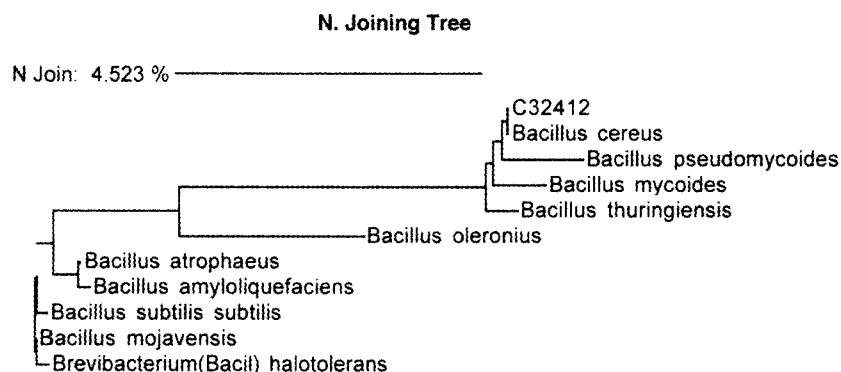 N. Joining Tree
N Join: 4.523 %
C32412
Bacillus cereus
Bacillus pseudomycoides
Bacillus mycoides
Bacillus thuringiensis
Bacillus oleronius
Bacillus atrophaeus
Bacillus amyloliquefaciens
Bacillus subtilis subtilis
Bacillus mojavensis
Brevibacterium(Bacil) halotolerans